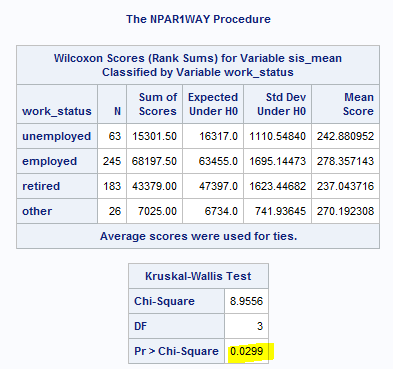 The NPAR1WAY Procedure
Wilcoxon Scores (Rank Sums) for Variable sis_mean
Classified by Variable work_status
work_status N Sum of Scores Expected Under H0 Std Dev Under H0 Mean Score
unemployed 63 15301.50 16317.0 1110.54840 242.880952
employed 245 68197.50 63455.0 1695.14473 278.357143
retired 183 43379.00 47397.0 1623.44682 237.043716
other 26 7025.00 6734.0 741.93645 270.192308
Average scores were used for ties.
Kruskal-Wallis Test
Chi-Square 8.9556
DF 3
Pr > Chi-Square 0.0299